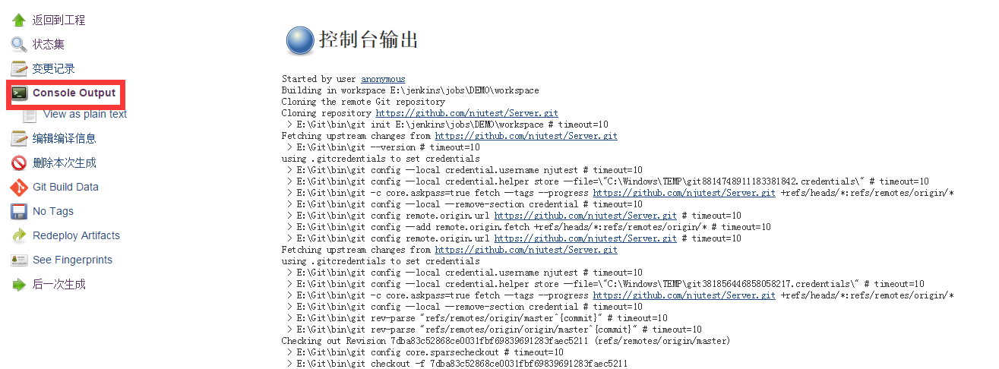 返回到工程
状态集
变更记录
Console Output
View as plain text
编辑编译信息
删除本次生成
Git Build Data
No Tags
Redeploy Artifacts
See Fingerprints
后一次生成
控制台输出
Started by user anonymous
Building in workspace E:\jenkins\jobs\DEMO\workspace
Cloning the remote Git repository
Cloning repository https://github.com/njutest/Server.git
> E:\Git\bin\git init E:\jenkins\jobs\DEMO\workspace # timeout=10
Fetching upstream changes from https://github.com/njutest/Server.git
> E:\Git\bin\git --version # timeout=10
using .gitcredentials to set credentials
> E:\Git\bin\git config --local credential.username njutest # timeout=10
> E:\Git\bin\git config --local credential.helper store --file=\"C:\Windows\TEMP\git8814748911183381842.credentials\" # timeout=10
> E:\Git\bin\git -c core.askpass=true fetch --tags --progress https://github.com/njutest/Server.git +refs/heads/*:refs/remotes/origin/*
> E:\Git\bin\git config --local --remove-section credential # timeout=10
> E:\Git\bin\git config remote.origin.url https://github.com/njutest/Server.git # timeout=10
> E:\Git\bin\git config --add remote.origin.fetch +refs/heads/*:refs/remotes/origin/* # timeout=10
> E:\Git\bin\git config remote.origin.url https://github.com/njutest/Server.git # timeout=10
Fetching upstream changes from https://github.com/njutest/Server.git
using .gitcredentials to set credentials
> E:\Git\bin\git config --local credential.username njutest # timeout=10
> E:\Git\bin\git config --local credential.helper store --file=\"C:\Windows\TEMP\git381856446858058217.credentials\" # timeout=10
> E:\Git\bin\git -c core.askpass=true fetch --tags --progress https://github.com/njutest/Server.git +refs/heads/*:refs/remotes/origin/*
> E:\Git\bin\git config --local --remove-section credential # timeout=10
> E:\Git\bin\git rev-parse "refs/remotes/origin/master^{commit}" # timeout=10
> E:\Git\bin\git rev-parse "refs/remotes/origin/origin/master^{commit}" # timeout=10
Checking out Revision 7dba83c52868ce0031fbf69839691283faec5211 (refs/remotes/origin/master)
> E:\Git\bin\git config core.sparsecheckout # timeout=10
> E:\Git\bin\git checkout -f 7dba83c52868ce0031fbf69839691283faec5211